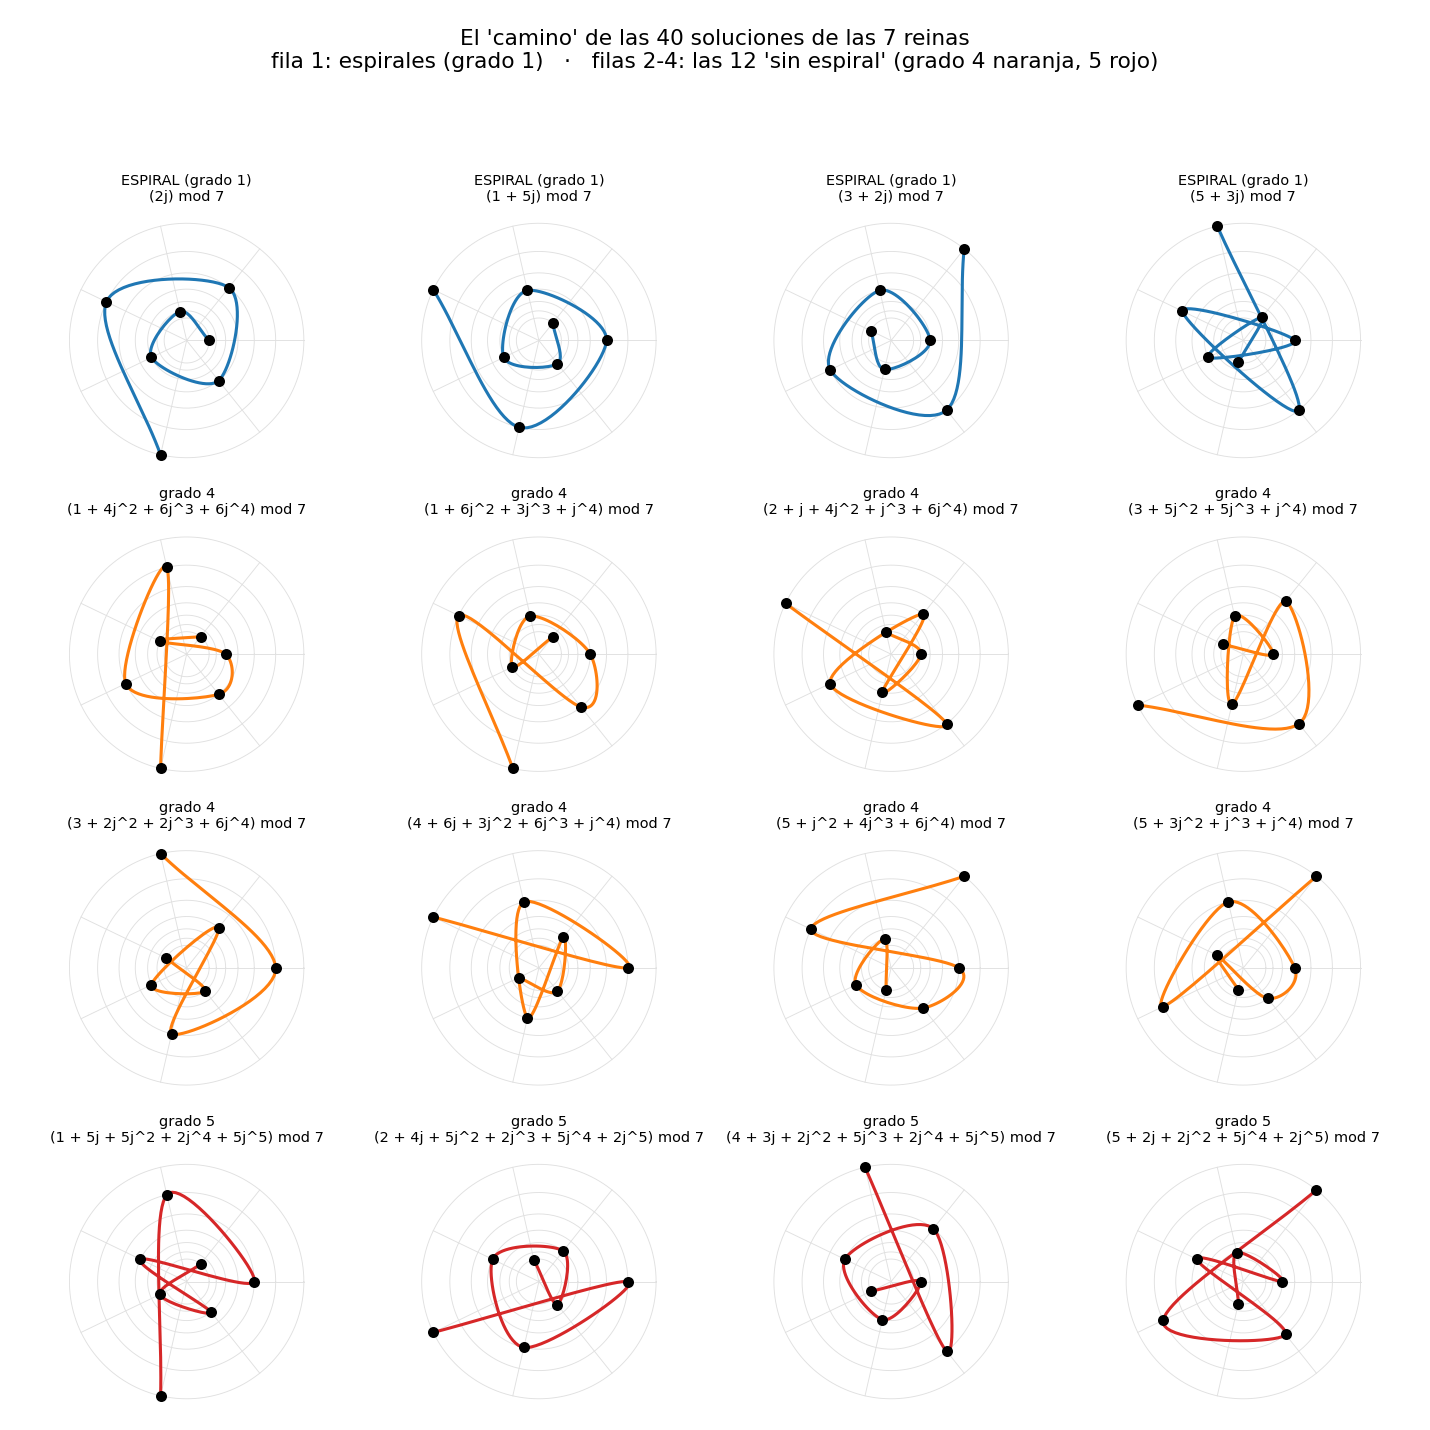 El 'camino' de las 40 soluciones de las 7 reinas
fila 1: espirales (grado 1)   ·   filas 2-4: las 12 'sin espiral' (grado 4 naranja, 5 rojo)
ESPIRAL (grado 1)
(2j) mod 7
ESPIRAL (grado 1)
(1 + 5j) mod 7
ESPIRAL (grado 1)
(3 + 2j) mod 7
ESPIRAL (grado 1)
(5 + 3j) mod 7
grado 4
(1 + 4j^2 + 6j^3 + 6j^4) mod 7
grado 4
(1 + 6j^2 + 3j^3 + j^4) mod 7
grado 4
(2 + j + 4j^2 + j^3 + 6j^4) mod 7
grado 4
(3 + 5j^2 + 5j^3 + j^4) mod 7
grado 4
(3 + 2j^2 + 2j^3 + 6j^4) mod 7
grado 4
(4 + 6j + 3j^2 + 6j^3 + j^4) mod 7
grado 4
(5 + j^2 + 4j^3 + 6j^4) mod 7
grado 4
(5 + 3j^2 + j^3 + j^4) mod 7
grado 5
(1 + 5j + 5j^2 + 2j^4 + 5j^5) mod 7
grado 5
(2 + 4j + 5j^2 + 2j^3 + 5j^4 + 2j^5) mod 7
grado 5
(4 + 3j + 2j^2 + 5j^3 + 2j^4 + 5j^5) mod 7
grado 5
(5 + 2j + 2j^2 + 5j^4 + 2j^5) mod 7